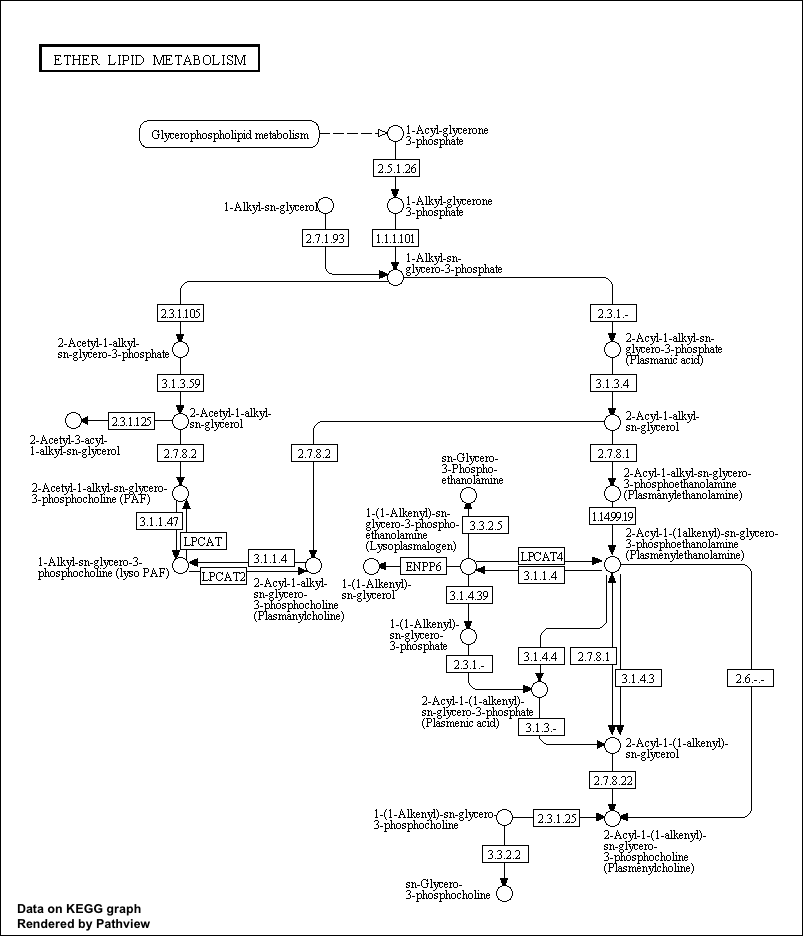 ETHER LIPID METABOLISM
Glycerophospholipid metabolism
1-Acyl-glycerone
3-phosphate
2.5.1.26
1-Alkyl-sn-glycerol
1-Alkyl-glycerone
3-phosphate
2.7.1.93
1.1.1.101
1-Alkyl-sn-
glycero-3-phosphate
2.3.1.105
2.3.1.-
2-Acetyl-1-alkyl-
sn-glycero-3-phosphate
2-Acyl-1-alkyl-sn-
glycero-3-phosphate
(Plasmanic acid)
3.1.3.59
3.1.3.4
2.3.1.125
2-Acetyl-1-alkyl-
sn-glycerol
2-Acyl-1-alkyl-
sn-glycerol
2-Acetyl-3-acyl-
1-alkyl-sn-glycerol
2.7.8.2
2.7.8.2
2.7.8.1
sn-Glycero-
3-Phospho-
ethanolamine
2-Acetyl-1-alkyl-sn-glycero-
3-phosphocholine (PAF)
2-Acyl-1-alkyl-sn-glycero-
3-phosphoethanolamine
(Plasmanylethanolamine)
3.1.1.47
1-(1-Alkenyl)-sn-
glycero-3-phospho-
ethanolamine
(Lysoplasmalogen)
3.3.2.5
1.14.99.19
LPCAT
2-Acyl-1-(1alkenyl)-sn-glycero-
3-phosphoethanolamine
(Plasmenylethanolamine)
1-Alkyl-sn-glycero-3-
phosphocholine (lyso PAF)
3.1.1.4
LPCAT2
ENPP6
LPCAT4
3.1.1.4
2-Acyl-1-alkyl-
sn-glycero-
3-phosphocholine
(Plasmanylcholine)
1-(1-Alkenyl)-
sn-glycerol
3.1.4.39
1-(1-Alkenyl)-
sn-glycero-
3-phosphate
2.3.1.-
3.1.4.4
2.7.8.1
3.1.4.3
2.6.-.-
2-Acyl-1-(1-alkenyl)-
sn-glycero-3-phosphate
(Plasmenic acid)
3.1.3.-
2-Acyl-1-(1-alkenyl)-
sn-glycerol
2.7.8.22
1-(1-Alkenyl)-sn-glycero-
3-phosphocholine
2.3.1.25
2-Acyl-1-(1-alkenyl)-
sn-glycero-
3-phosphocholine
(Plasmenylcholine)
3.3.2.2
sn-Glycero-
3-phosphocholine
Data on KEGG graph
Rendered by Pathview